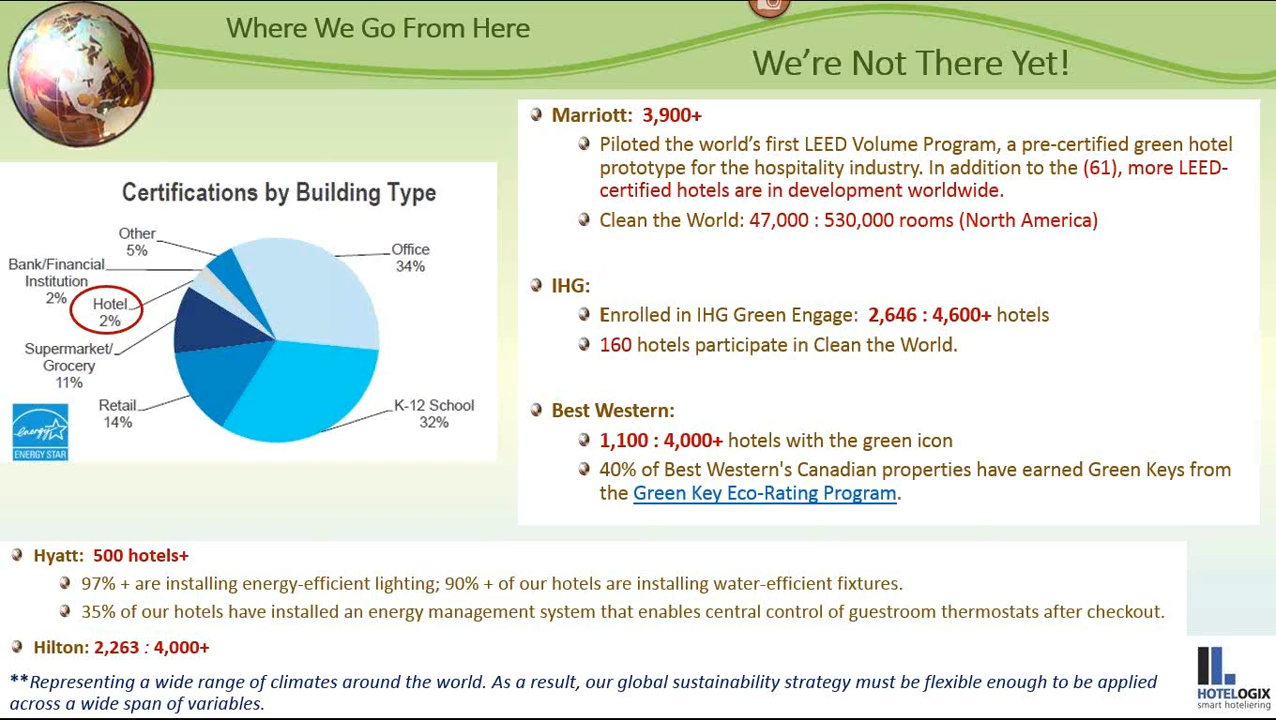 Where We Go From Here
We're Not There Yet!
Certifications by Building Type
Other
5%
Office
34%
Bank/Financial
Institution
2%
Hotel
2%
Supermarket/
Grocery
11%
Retail
14%
K-12 School
32%
energy
ENERGY STAR
Marriott: 3,900+
Piloted the world's first LEED Volume Program, a pre-certified green hotel
prototype for the hospitality industry. In addition to the (61), more LEED-
certified hotels are in development worldwide.
Clean the World: 47,000 : 530,000 rooms (North America)
IHG:
Enrolled in IHG Green Engage: 2,646 : 4,600+ hotels
160 hotels participate in Clean the World.
Best Western:
1,100 : 4,000+ hotels with the green icon
40% of Best Western's Canadian properties have earned Green Keys from
the Green Key Eco-Rating Program.
Hyatt: 500 hotels+
97% + are installing energy-efficient lighting; 90% + of our hotels are installing water-efficient fixtures.
35% of our hotels have installed an energy management system that enables central control of guestroom thermostats after checkout.
Hilton: 2,263 : 4,000+
**Representing a wide range of climates around the world. As a result, our global sustainability strategy must be flexible enough to be applied
across a wide span of variables.
HOTELOGIX
smart hoteliering